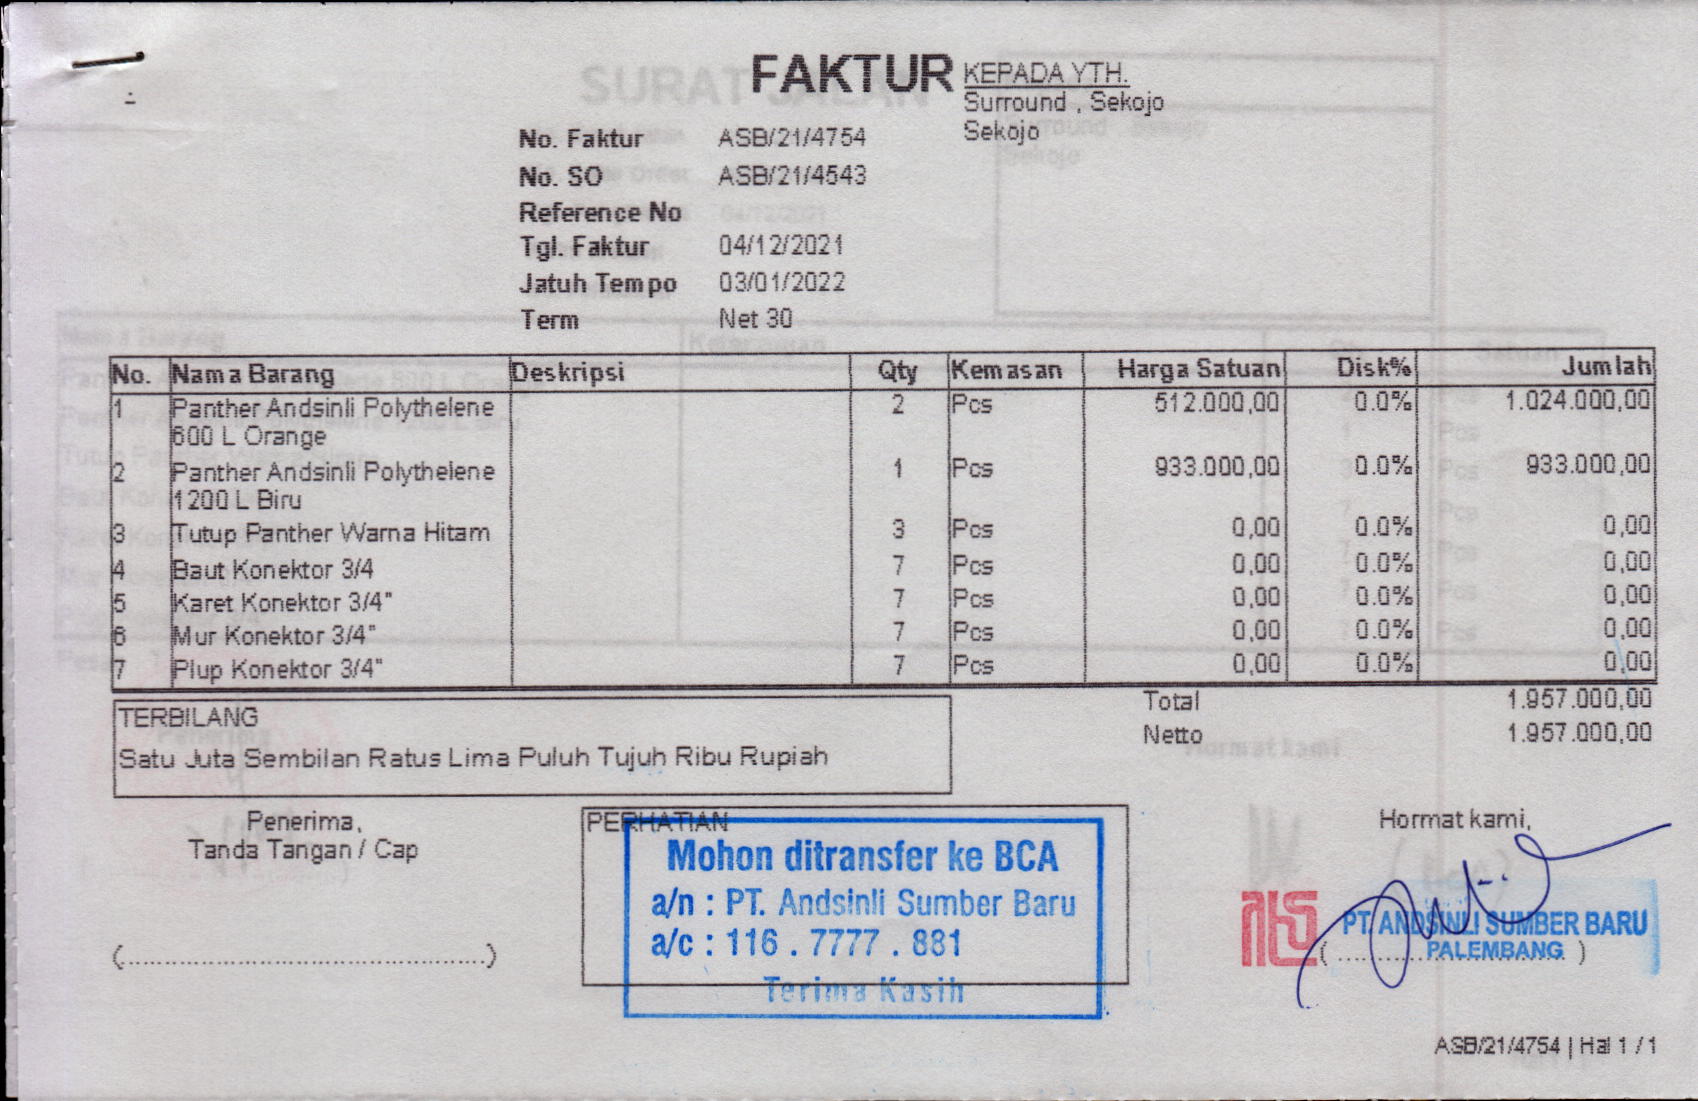 FAKTUR
KEPADA YTH.
Surround , Sekojo
Sekojo
No. Faktur ASB/21/4754
No. SO ASB/21/4543
Reference No
Tgl. Faktur 04/12/2021
Jatuh Tempo 03/01/2022
Term Net 30
No. Nama Barang Deskripsi Qty Kemasan Harga Satuan Disk% Jumlah
1 Panther Andsinli Polythelene 2 Pcs 512.000,00 0.0% 1.024.000,00
600 L Orange
2 Panther Andsinli Polythelene 1 Pcs 933.000,00 0.0% 933.000,00
1200 L Biru
3 Tutup Panther Warna Hitam 3 Pcs 0,00 0.0% 0,00
4 Baut Konektor 3/4 7 Pcs 0,00 0.0% 0,00
5 Karet Konektor 3/4" 7 Pcs 0,00 0.0% 0,00
6 Mur Konektor 3/4" 7 Pcs 0,00 0.0% 0,00
7 Plup Konektor 3/4" 7 Pcs 0,00 0.0% 0,00
Total 1.957.000,00
Netto 1.957.000,00
TERBILANG
Satu Juta Sembilan Ratus Lima Puluh Tujuh Ribu Rupiah
Penerima,
Tanda Tangan / Cap
(................................................)
PERHATIAN
Mohon ditransfer ke BCA
a/n : PT. Andsinli Sumber Baru
a/c : 116 . 7777 . 881
Terima Kasih
Hormat kami,
PT. ANDSINLI SUMBER BARU
PALEMBANG
ASB/21/4754 | Hal 1 / 1